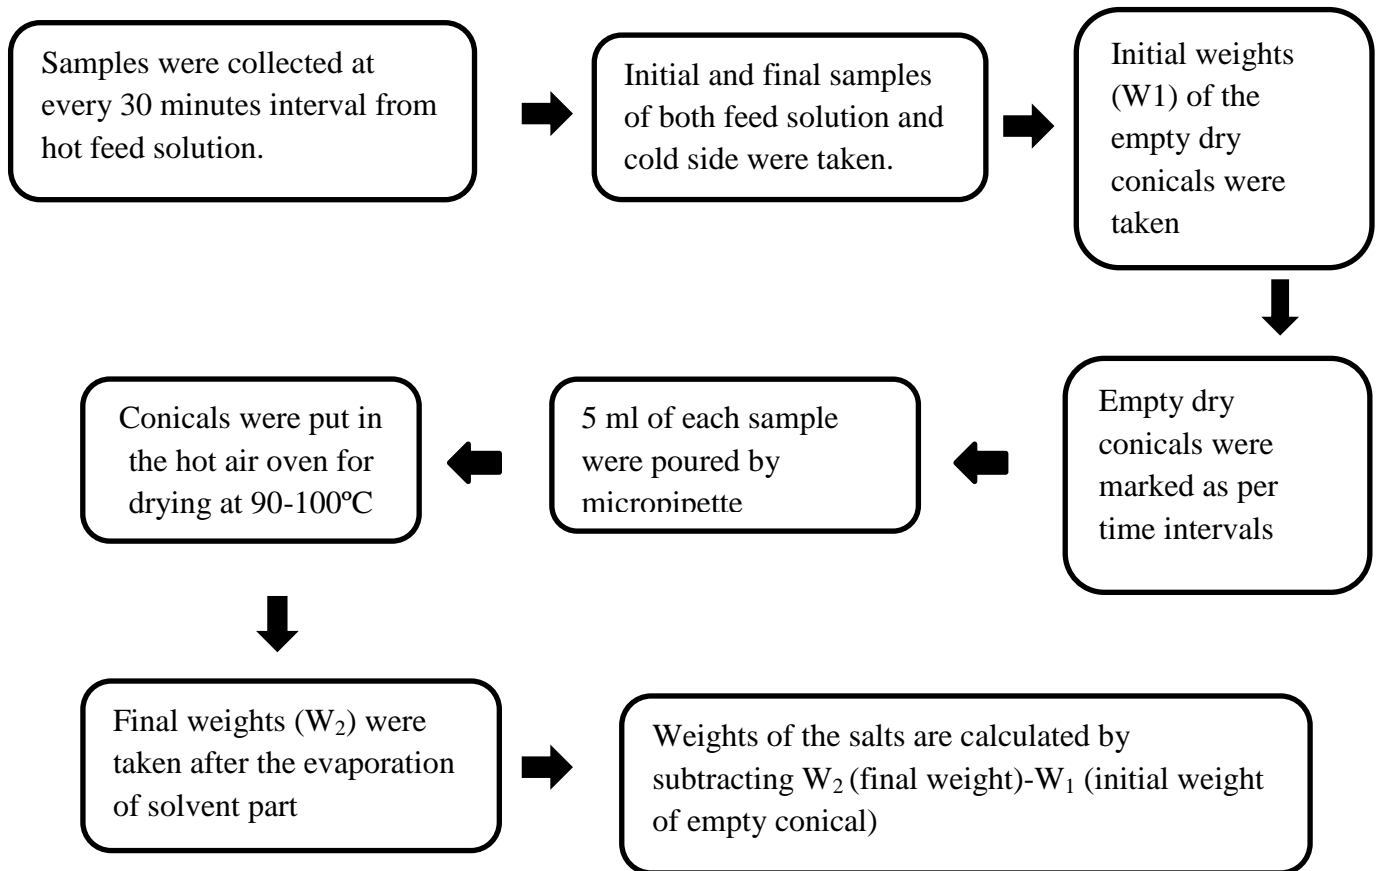 Samples were collected at
every 30 minutes interval from
hot feed solution.
Initial and final samples
of both feed solution and
cold side were taken.
Initial weights
(W1) of the
empty dry
conicals were
taken
Empty dry
conicals were
marked as per
time intervals
5 ml of each sample
were poured by
micropipette
Conicals were put in
the hot air oven for
drying at 90-100ºC
Final weights (W₂) were
taken after the evaporation
of solvent part
Weights of the salts are calculated by
subtracting W₂ (final weight)-W₁ (initial weight
of empty conical)